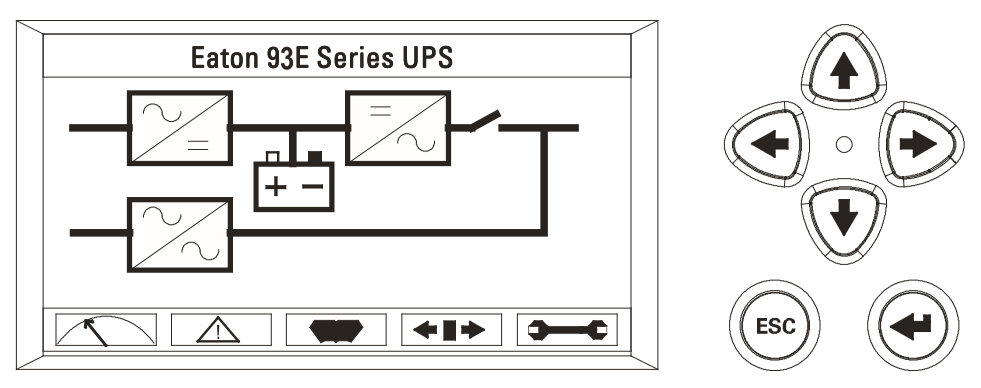 Eaton 93E Series UPS
+ −
!
ESC